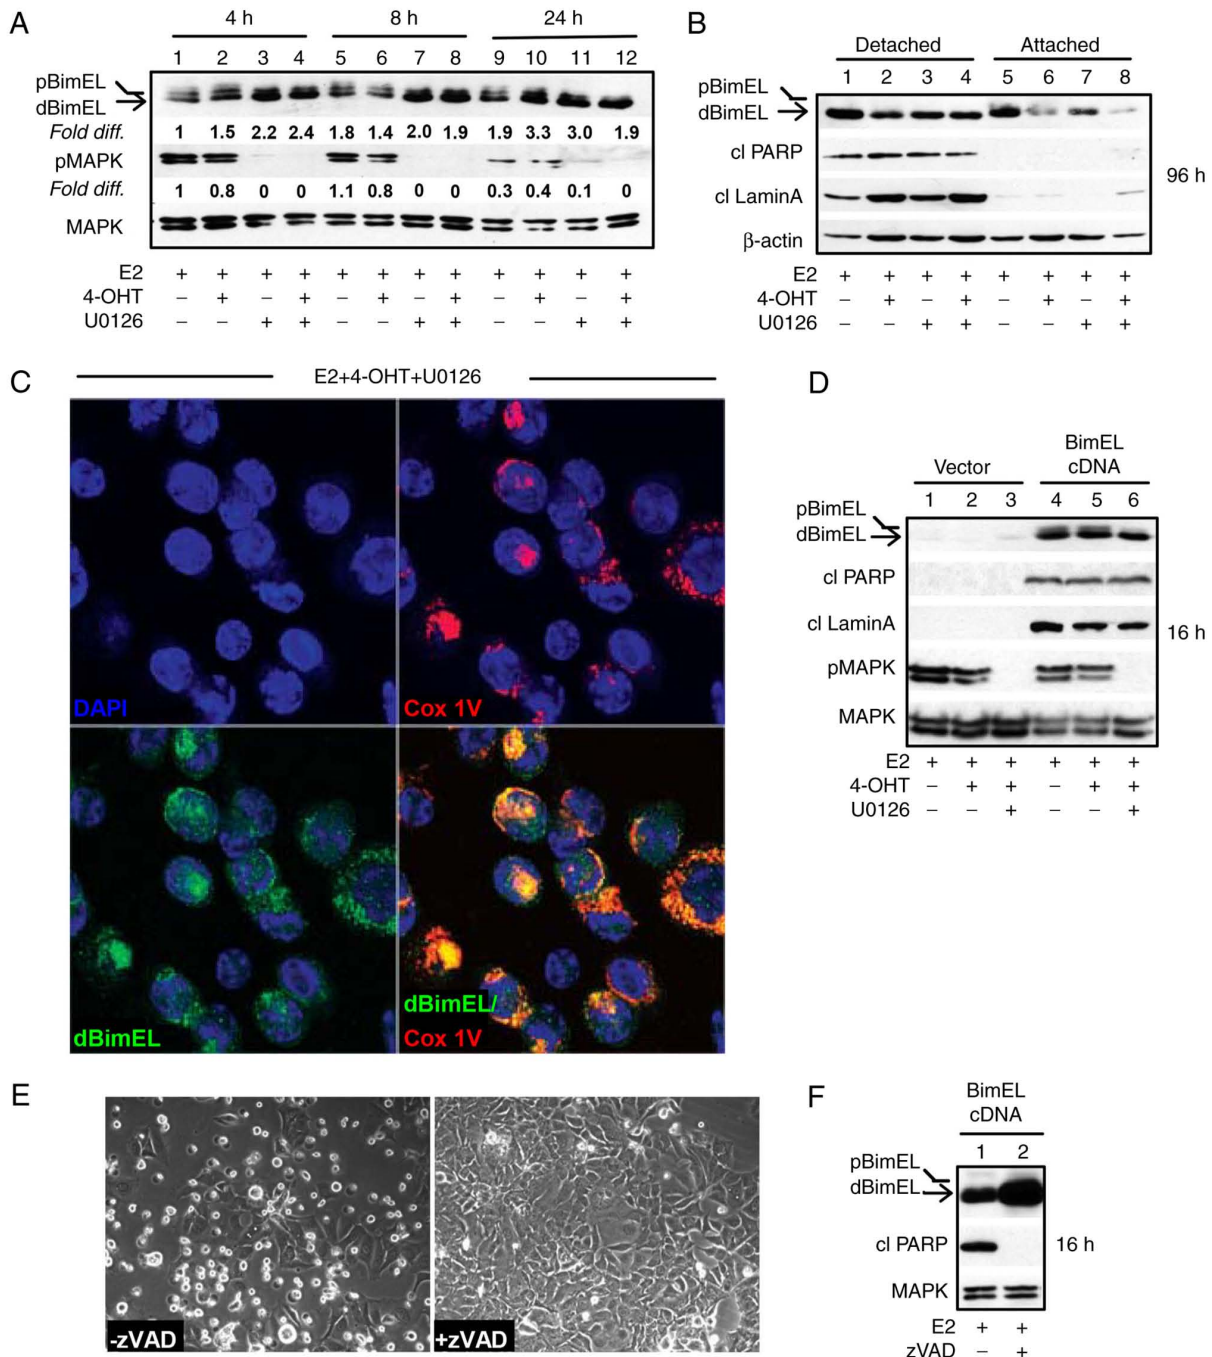 A
4 h 8 h 24 h
1 2 3 4 5 6 7 8 9 10 11 12
pBimEL
dBimEL
Fold diff. 1 1.5 2.2 2.4 1.8 1.4 2.0 1.9 1.9 3.3 3.0 1.9
pMAPK
Fold diff. 1 0.8 0 0 1.1 0.8 0 0 0.3 0.4 0.1 0
MAPK
E2 + + + + + + + + + + + +
4-OHT – + – + – + – + – + – +
U0126 – – + + – – + + – – + +
B
Detached Attached
1 2 3 4 5 6 7 8
pBimEL
dBimEL
cl PARP
cl LaminA
β-actin
96 h
E2 + + + + + + + +
4-OHT – + – + – + – +
U0126 – – + + – – + +
C
E2+4-OHT+U0126
DAPI
Cox 1V
dBimEL
dBimEL/
Cox 1V
D
Vector
BimEL
cDNA
1 2 3 4 5 6
pBimEL
dBimEL
cl PARP
cl LaminA
pMAPK
MAPK
16 h
E2 + + + + + +
4-OHT – + + – + +
U0126 – – + – – +
E
-zVAD
+zVAD
F
BimEL
cDNA
1 2
pBimEL
dBimEL
cl PARP
MAPK
16 h
E2 + +
zVAD – +